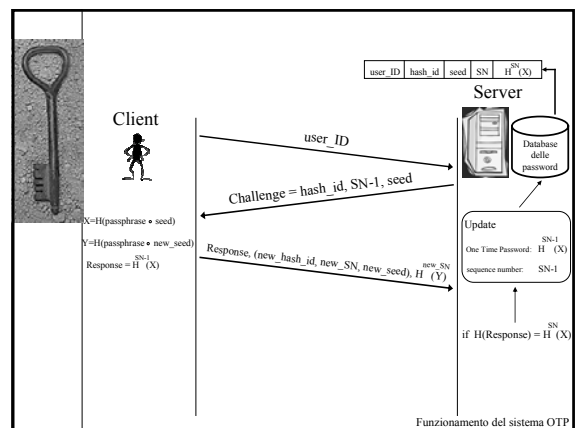 user_ID hash_id seed SN H^SN(X)
Server
Client
Database
delle
password
user_ID
Challenge = hash_id, SN-1, seed
X=H(passphrase ∘ seed)
Y=H(passphrase ∘ new_seed)
Response = H^SN-1(X)
Response, (new_hash_id, new_SN, new_seed), H^new_SN(Y)
Update
One Time Password: H^SN-1(X)
sequence number: SN-1
if H(Response) = H^SN(X)
Funzionamento del sistema OTP